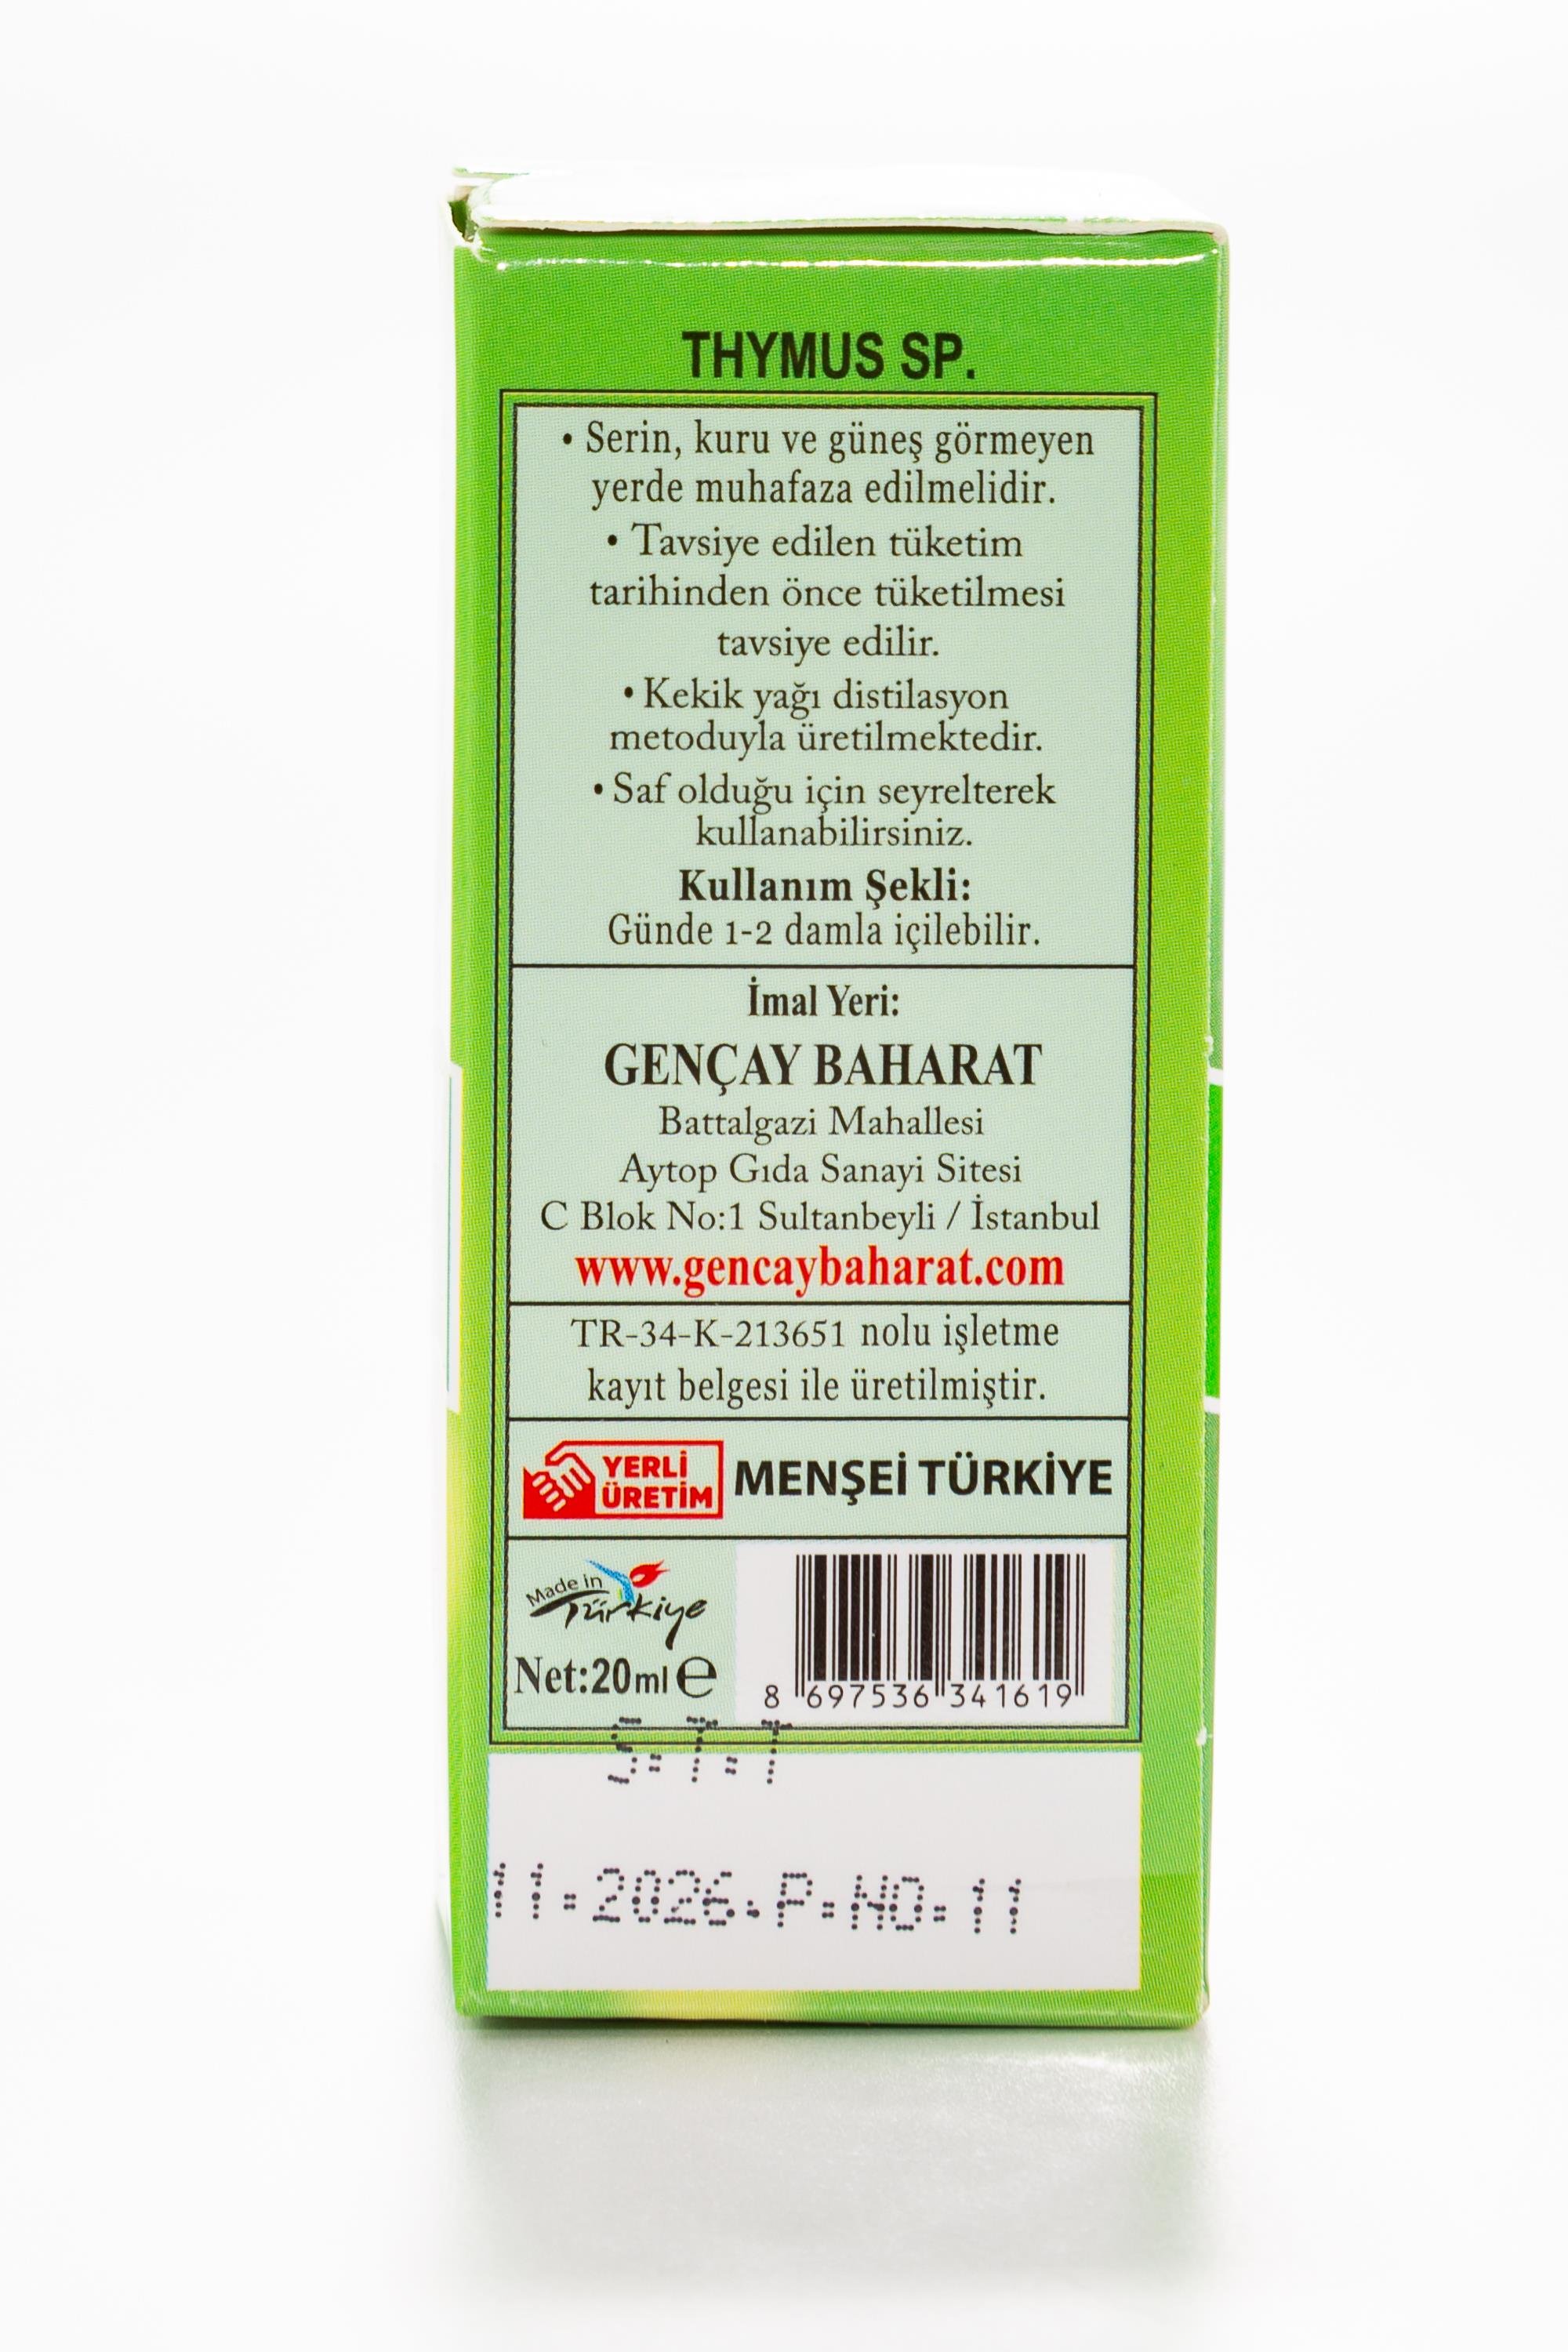 THYMUS SP.
• Serin, kuru ve güneş görmeyen
yerde muhafaza edilmelidir.
• Tavsiye edilen tüketim
tarihinden önce tüketilmesi
tavsiye edilir.
• Kekik yağı distilasyon
metoduyla üretilmektedir.
• Saf olduğu için seyrelterek
kullanabilirsiniz.
Kullanım Şekli:
Günde 1-2 damla içilebilir.
İmal Yeri:
GENÇAY BAHARAT
Battalgazi Mahallesi
Aytop Gıda Sanayi Sitesi
C Blok No:1 Sultanbeyli / İstanbul
www.gencaybaharat.com
TR-34-K-213651 nolu işletme
kayıt belgesi ile üretilmiştir.
YERLİ
ÜRETİM
MENŞEİ TÜRKİYE
Made in
Türkiye
Net:20ml ℮
8 697536 341619
S.T.T
11.2026.P.NO.11